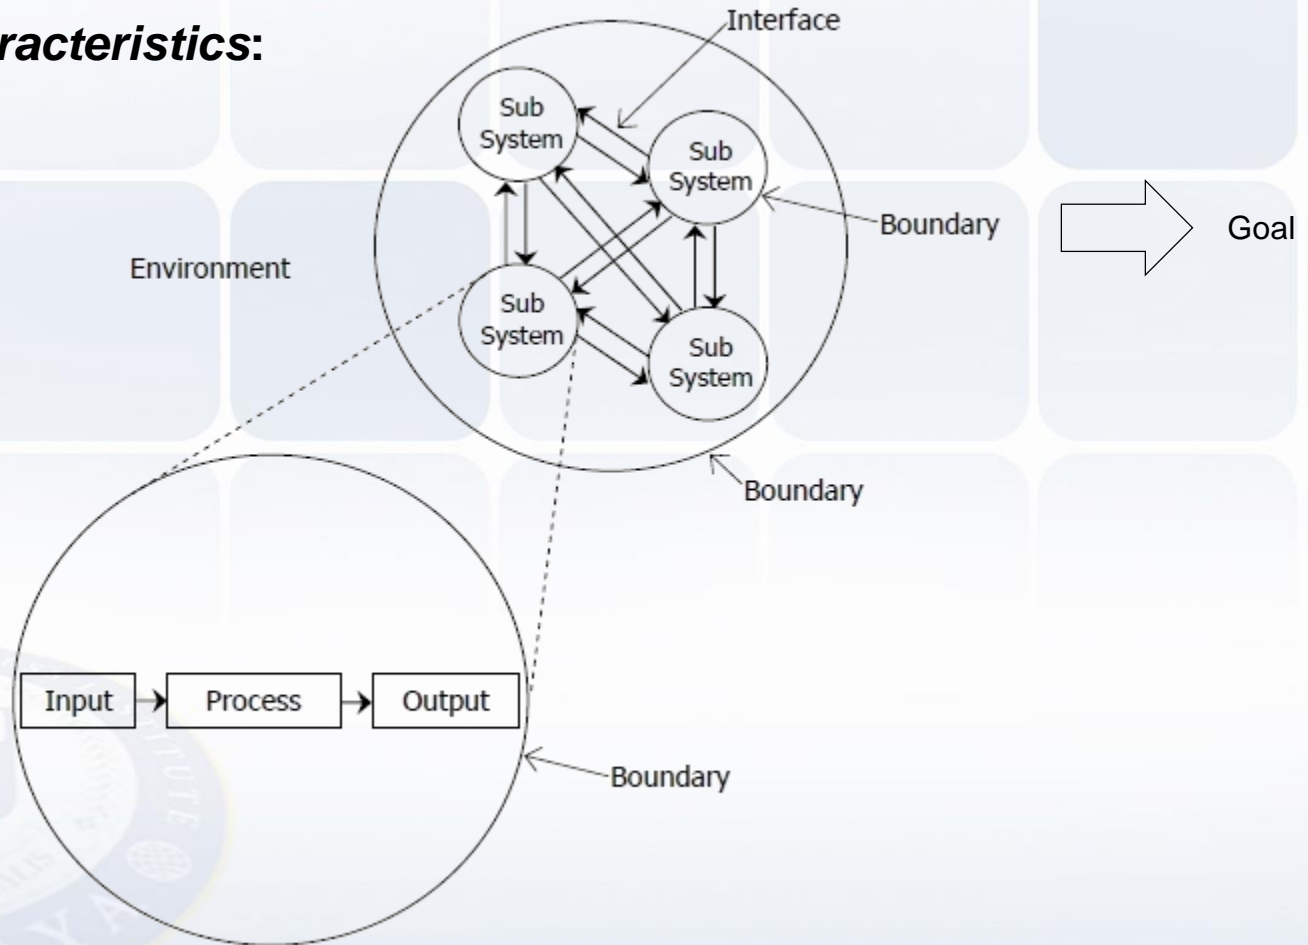 racteristics:
Interface
Sub
System
Sub
System
Boundary
Goal
Environment
Sub
System
Sub
System
Boundary
Input
Process
Output
Boundary